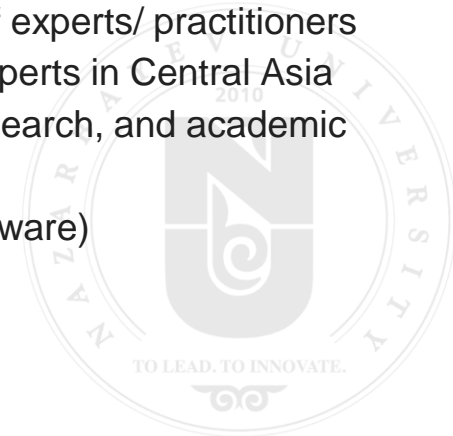 experts/ practitioners
perts in Central Asia
earch, and academic
ware)
NAZARBAYEV UNIVERSITY
2010
TO LEAD. TO INNOVATE.